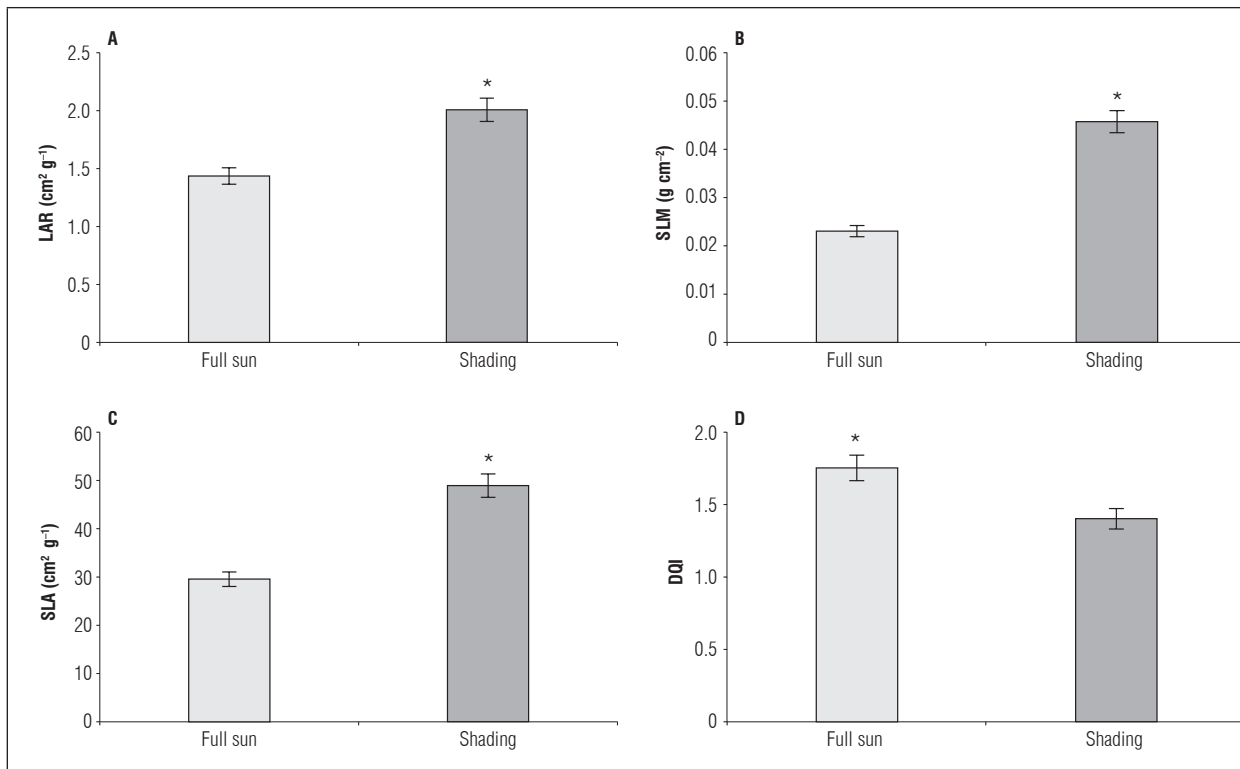 A
2.5
2.0
1.5
1.0
0.5
0
LAR (cm² g⁻¹)
*
Full sun
Shading
B
0.06
0.05
0.04
0.03
0.02
0.01
0
SLM (g cm⁻²)
*
Full sun
Shading
C
60
50
40
30
20
10
0
SLA (cm² g⁻¹)
*
Full sun
Shading
D
2.0
1.5
1.0
0.5
0
DQI
*
Full sun
Shading